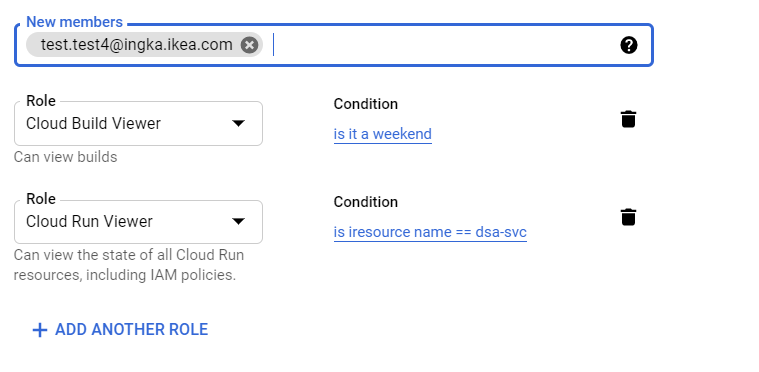 New members
test.test4@ingka.ikea.com
Role
Cloud Build Viewer
Condition
is it a weekend
Can view builds
Role
Cloud Run Viewer
Condition
is iresource name == dsa-svc
Can view the state of all Cloud Run
resources, including IAM policies.
ADD ANOTHER ROLE